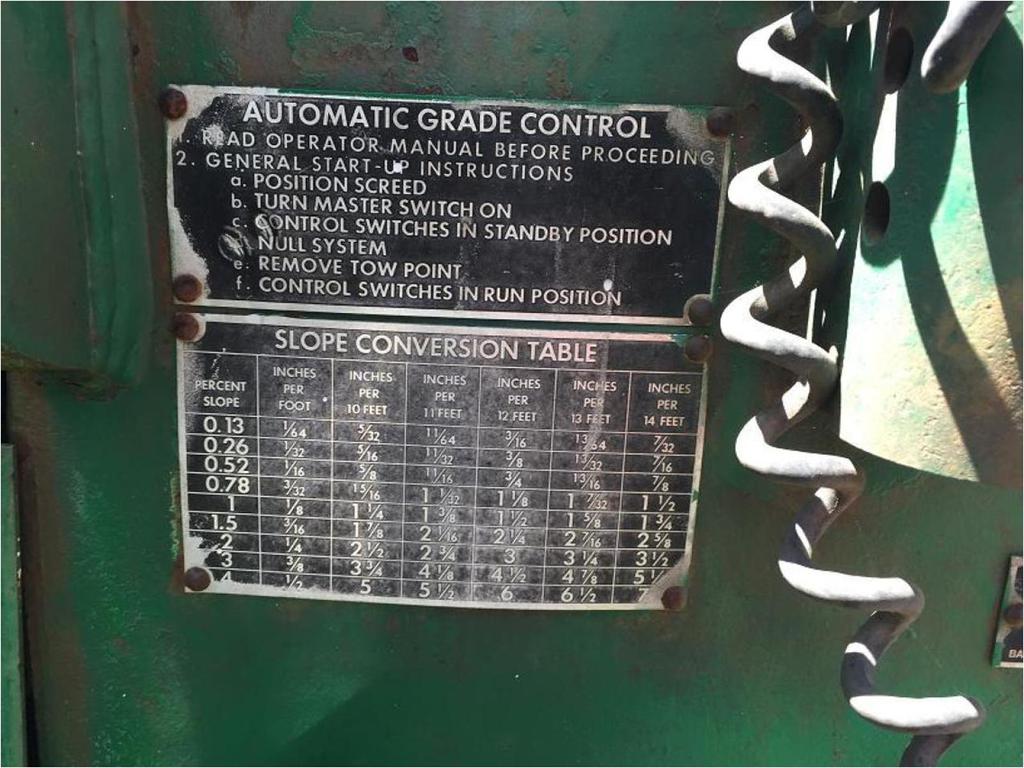 AUTOMATIC GRADE CONTROL
1. READ OPERATOR MANUAL BEFORE PROCEEDING
2. GENERAL START-UP INSTRUCTIONS
a. POSITION SCREED
b. TURN MASTER SWITCH ON
c. CONTROL SWITCHES IN STANDBY POSITION
NULL SYSTEM
e. REMOVE TOW POINT
f. CONTROL SWITCHES IN RUN POSITION
SLOPE CONVERSION TABLE
PERCENT SLOPE INCHES PER FOOT INCHES PER 10 FEET INCHES PER 11 FEET INCHES PER 12 FEET INCHES PER 13 FEET INCHES PER 14 FEET
0.13 1/64 5/32 11/64 3/16 13/64 7/32
0.26 1/32 5/16 11/32 3/8 13/32 7/16
0.52 1/16 5/8 11/16 3/4 13/16 7/8
0.78 3/32 15/16 1 1/32 1 1/8 1 7/32 1 1/2
1 1/8 1 1/4 1 3/8 1 1/2 1 5/8 1 3/4
1.5 3/16 1 7/8 2 1/16 2 1/4 2 7/16 2 5/8
2 1/4 2 1/2 2 3/4 3 3 1/4 3 1/2
3 3/8 3 3/4 4 1/8 4 1/2 4 7/8 5
4 1/2 5 5 1/2 6 6 1/2 7
BA